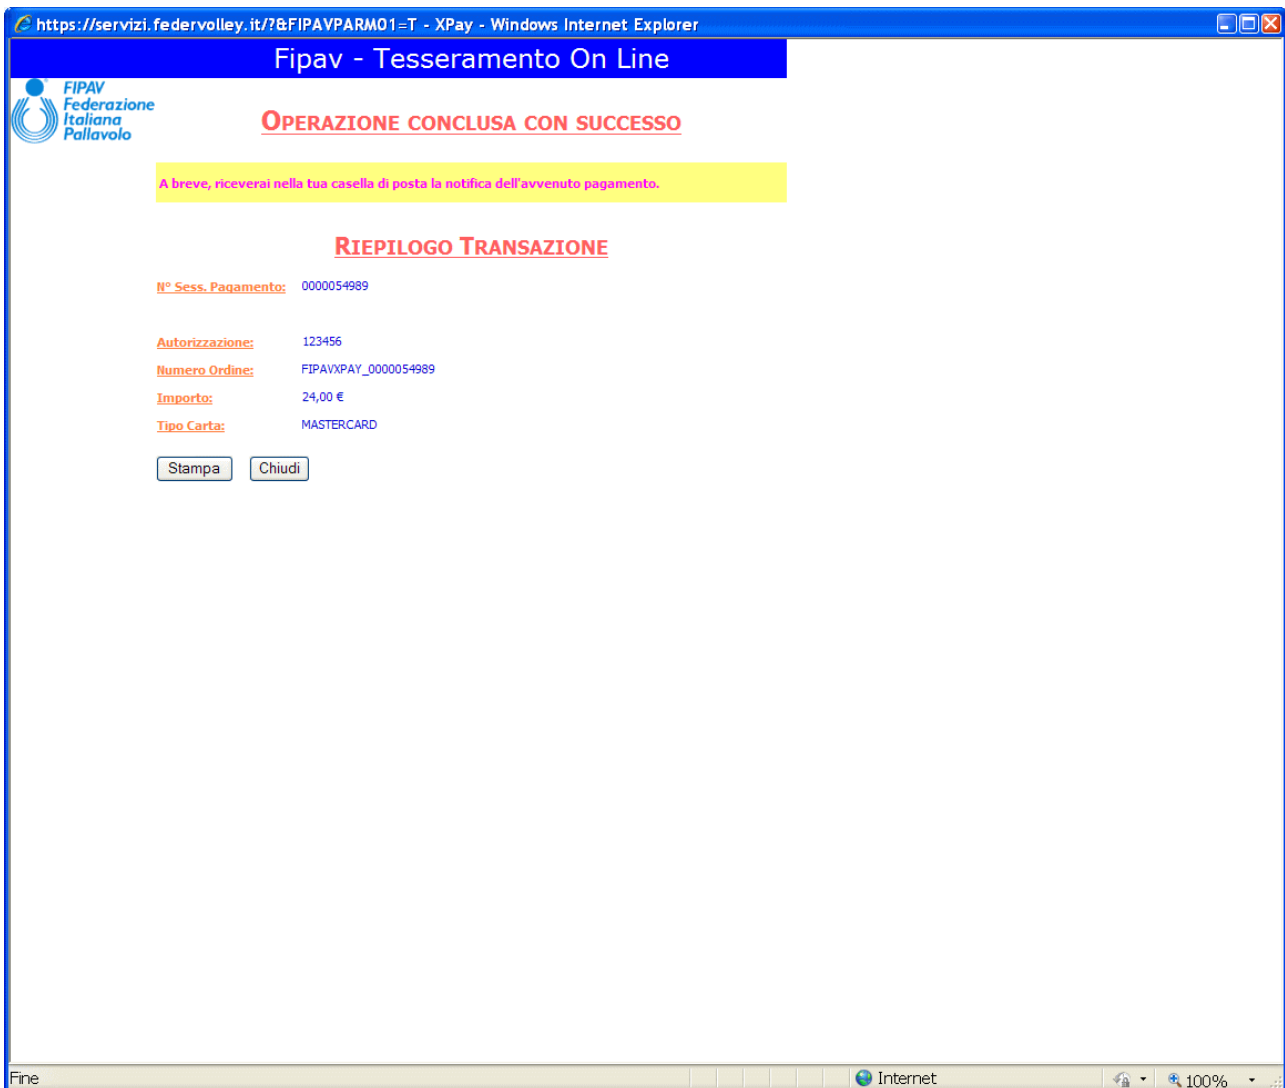 https://servizi.federvolley.it/?&FIPAVPARM01=T - XPay - Windows Internet Explorer
Fipav - Tesseramento On Line
FIPAV
Federazione
Italiana
Pallavolo
OPERAZIONE CONCLUSA CON SUCCESSO
A breve, riceverai nella tua casella di posta la notifica dell'avvenuto pagamento.
RIEPILOGO TRANSAZIONE
N° Sess. Pagamento: 0000054989
Autorizzazione: 123456
Numero Ordine: FIPAVXPAY_0000054989
Importo: 24,00 €
Tipo Carta: MASTERCARD
Stampa Chiudi
Fine Internet 100%